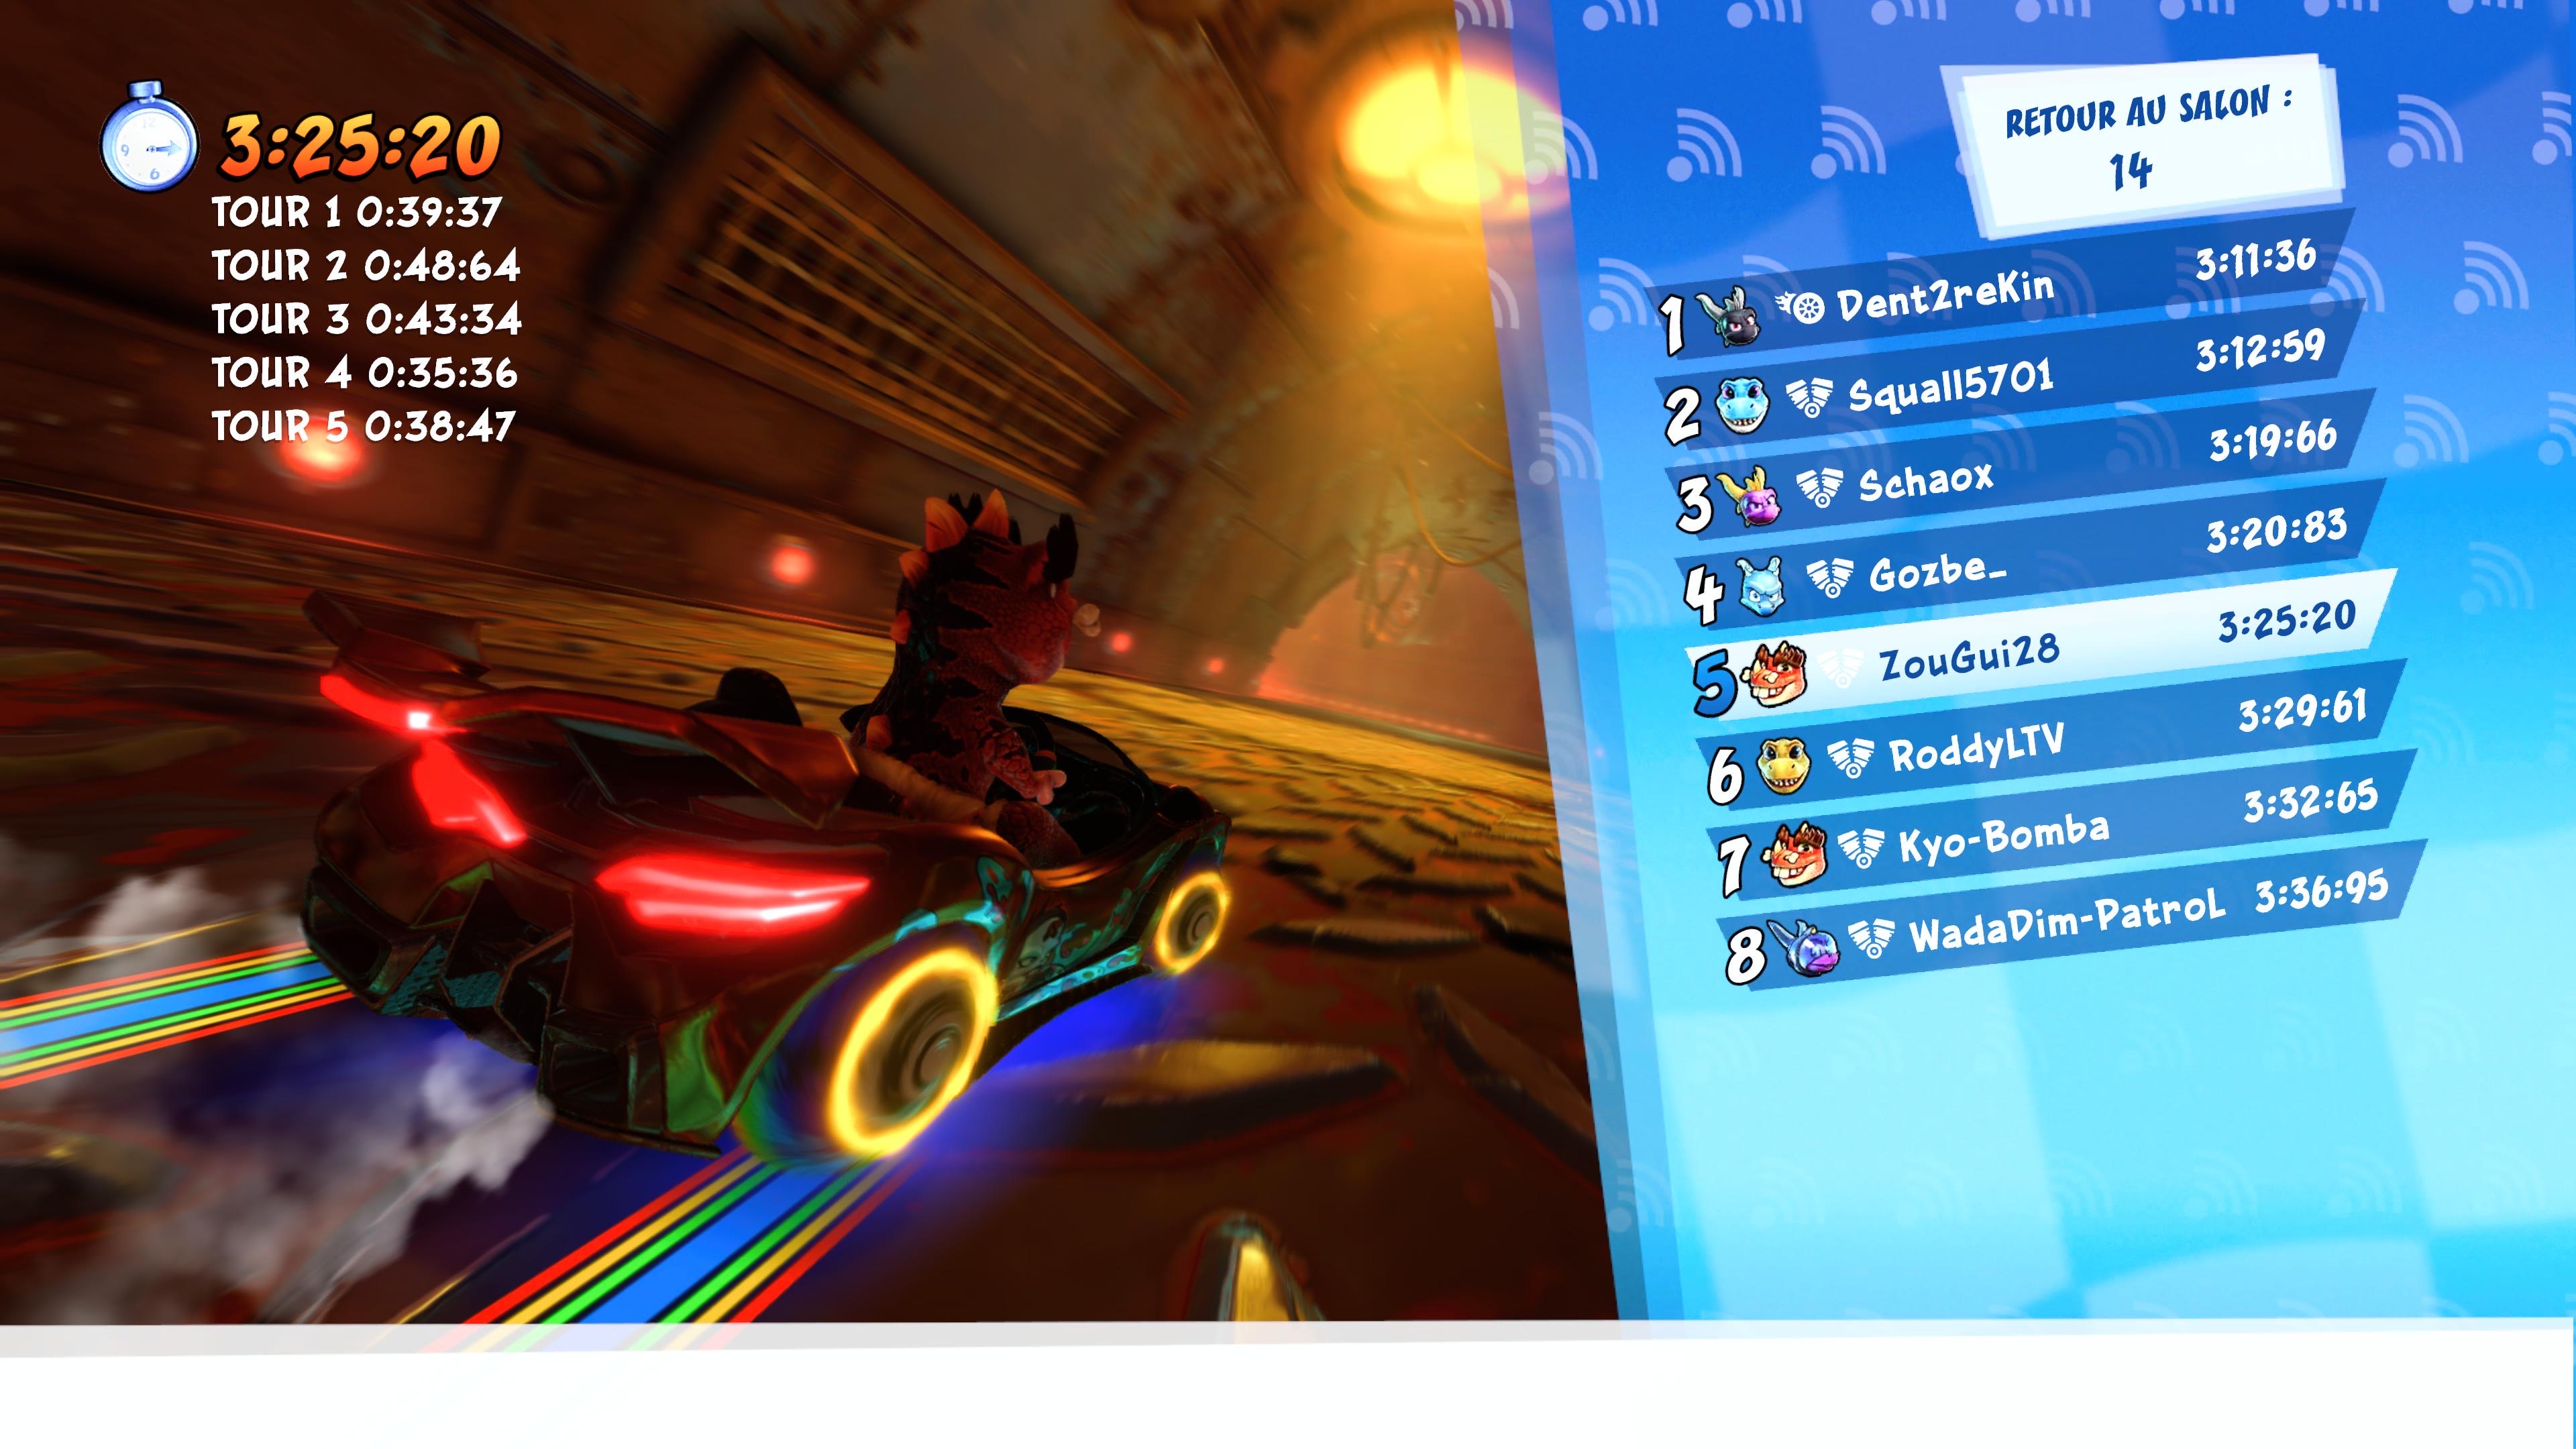 3:25:20
TOUR 1 0:39:37
TOUR 2 0:48:64
TOUR 3 0:43:34
TOUR 4 0:35:36
TOUR 5 0:38:47
RETOUR AU SALON :
14
1 Dent2reKin 3:11:36
2 Squall5701 3:12:59
3 Schaox 3:19:66
4 Gozbe_ 3:20:83
5 ZouGui28 3:25:20
6 RoddyLTV 3:29:61
7 Kyo-Bomba 3:32:65
8 WadaDim-PatroL 3:36:95